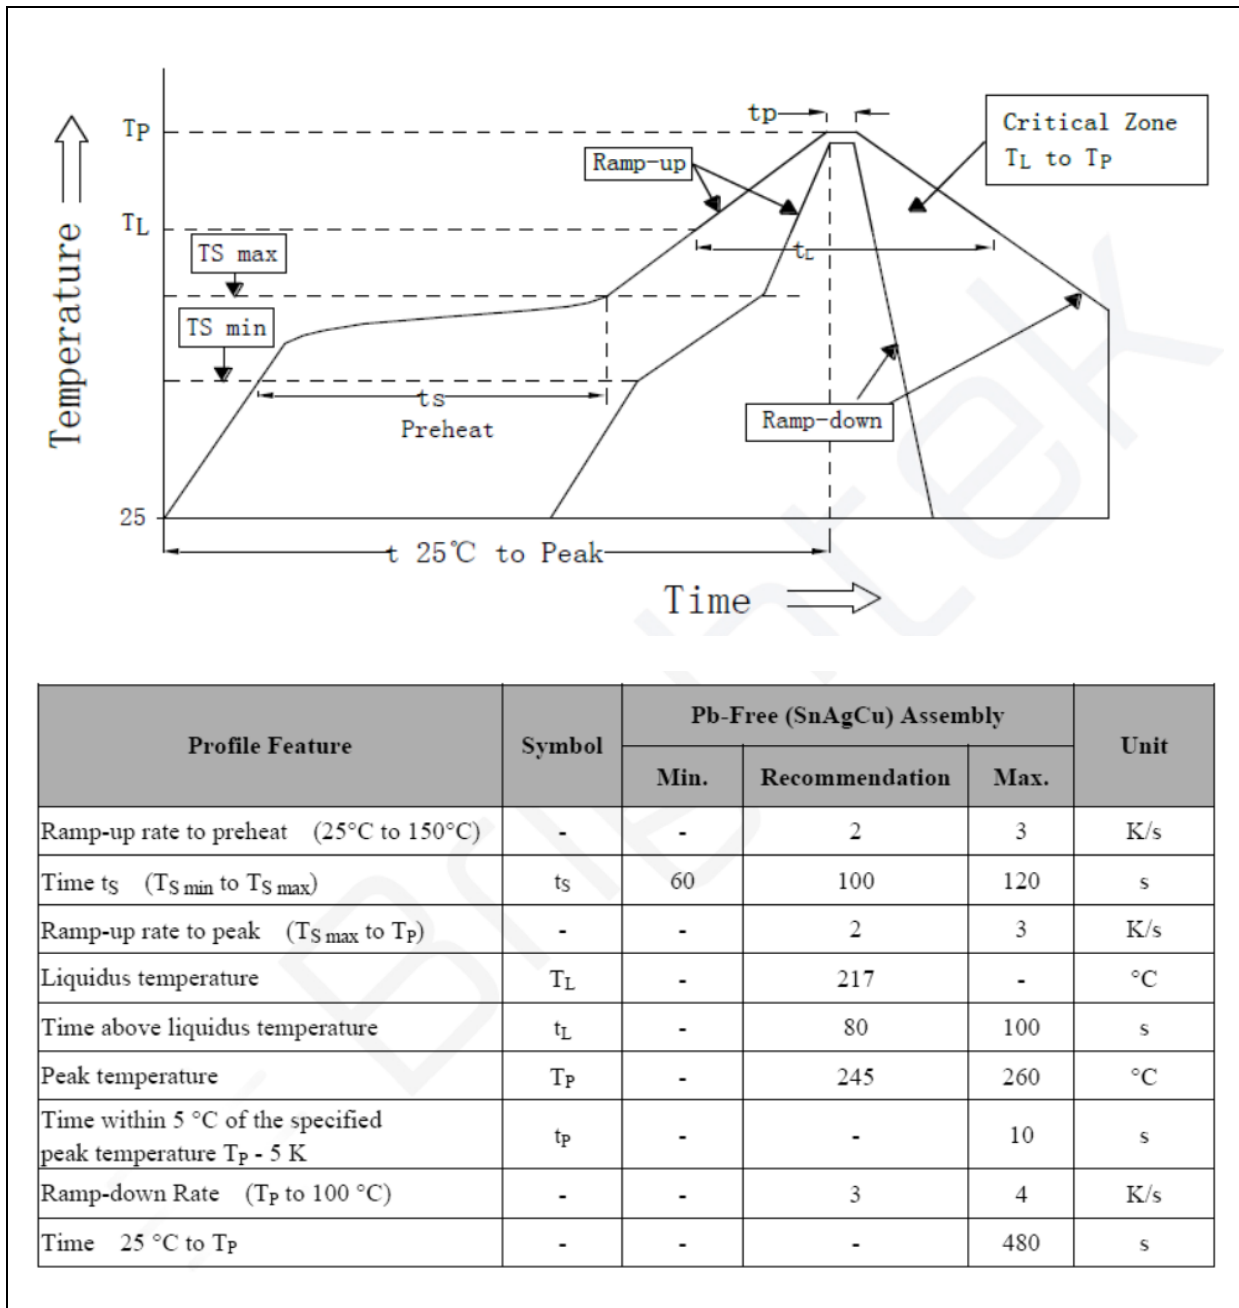 tp
Critical Zone
TL to TP
TP
Ramp-up
TL
tL
TS max
TS min
ts
Preheat
Ramp-down
Temperature
25
t 25℃ to Peak
Time
Profile Feature Symbol Pb-Free (SnAgCu) Assembly Unit
Min. Recommendation Max.
Ramp-up rate to preheat (25°C to 150°C) - - 2 3 K/s
Time tS (TS min to TS max) tS 60 100 120 s
Ramp-up rate to peak (TS max to TP) - - 2 3 K/s
Liquidus temperature TL - 217 - °C
Time above liquidus temperature tL - 80 100 s
Peak temperature TP - 245 260 °C
Time within 5 °C of the specified
peak temperature TP - 5 K tP - - 10 s
Ramp-down Rate (TP to 100 °C) - - 3 4 K/s
Time 25 °C to TP - - - 480 s
Brightek